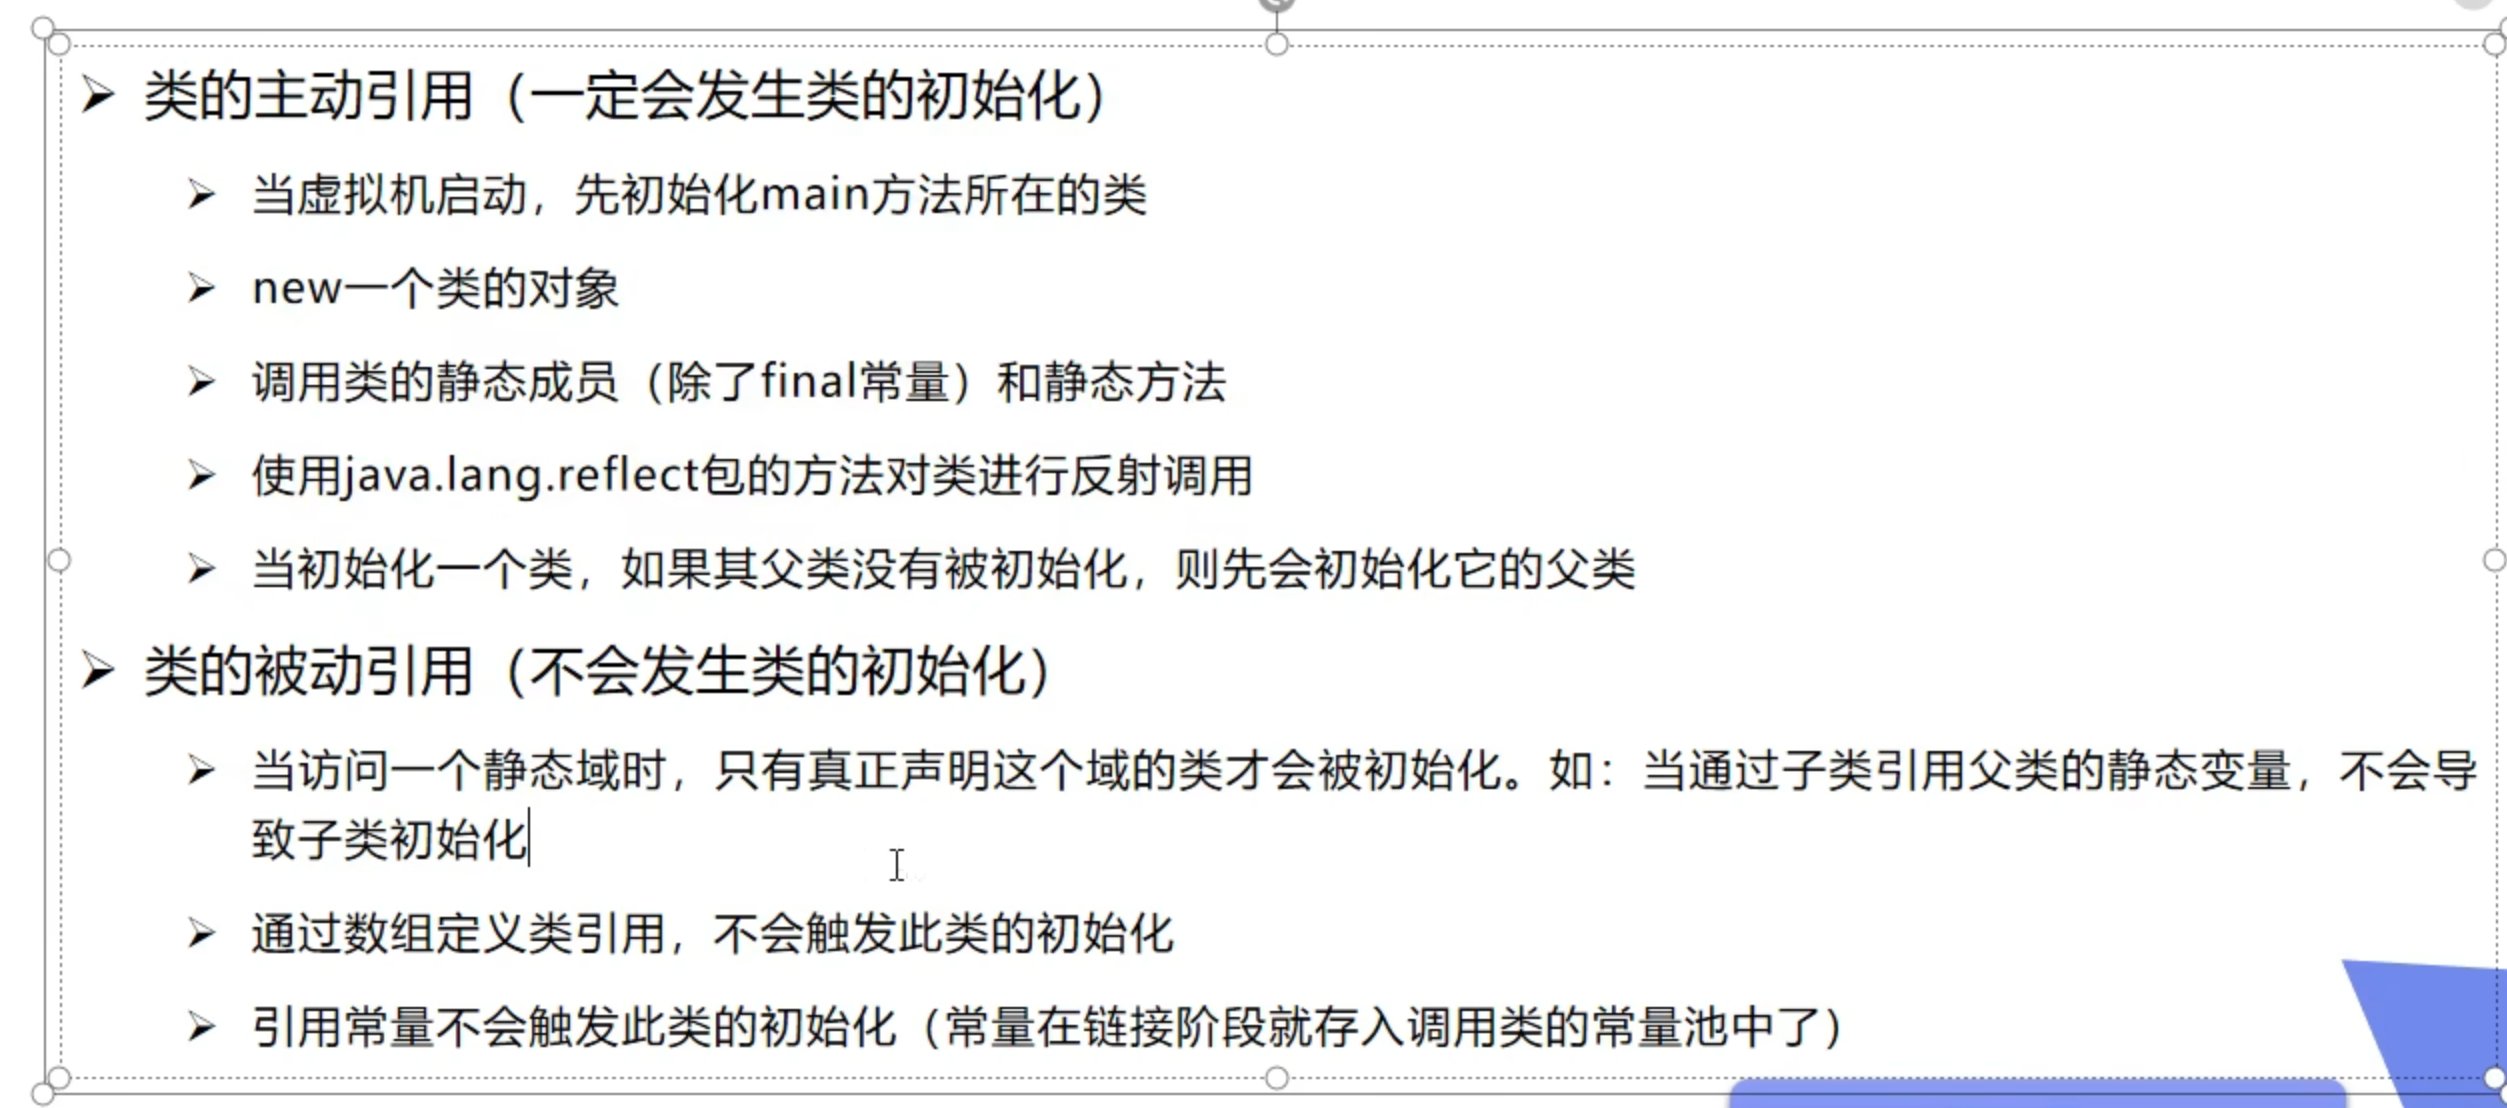 类的主动引用（一定会发生类的初始化）
当虚拟机启动，先初始化main方法所在的类
new一个类的对象
调用类的静态成员（除了final常量）和静态方法
使用java.lang.reflect包的方法对类进行反射调用
当初始化一个类，如果其父类没有被初始化，则先会初始化它的父类
类的被动引用（不会发生类的初始化）
当访问一个静态域时，只有真正声明这个域的类才会被初始化。如：当通过子类引用父类的静态变量，不会导
致子类初始化
通过数组定义类引用，不会触发此类的初始化
引用常量不会触发此类的初始化（常量在链接阶段就存入调用类的常量池中了）